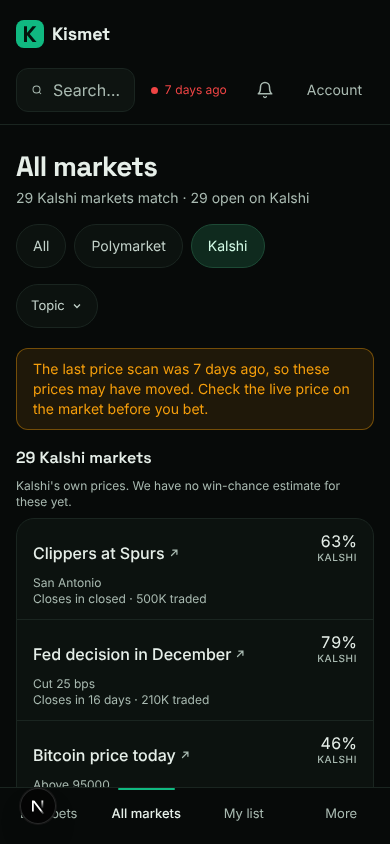 K Kismet
Search...
7 days ago
Account
All markets
29 Kalshi markets match · 29 open on Kalshi
All
Polymarket
Kalshi
Topic
The last price scan was 7 days ago, so these
prices may have moved. Check the live price on
the market before you bet.
29 Kalshi markets
Kalshi's own prices. We have no win-chance estimate for
these yet.
Clippers at Spurs ↗
63%
KALSHI
San Antonio
Closes in closed · 500K traded
Fed decision in December ↗
79%
KALSHI
Cut 25 bps
Closes in 16 days · 210K traded
Bitcoin price today ↗
46%
KALSHI
Above 95000
N
All markets
My list
More